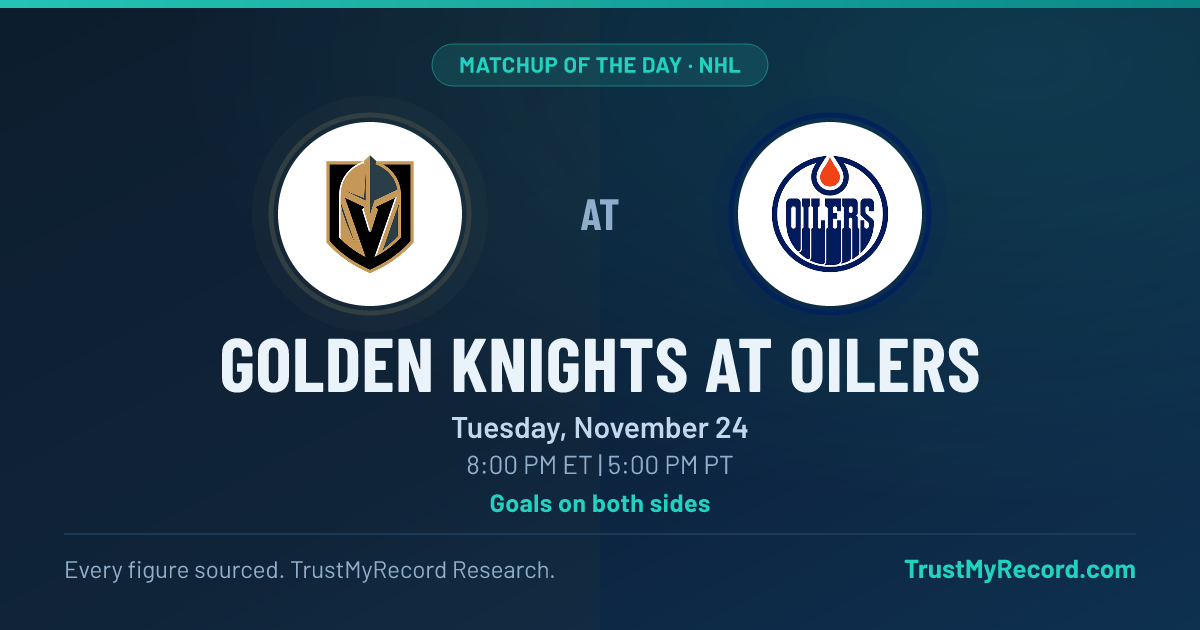 MATCHUP OF THE DAY · NHL
AT
OILERS
GOLDEN KNIGHTS AT OILERS
Tuesday, November 24
8:00 PM ET | 5:00 PM PT
Goals on both sides
Every figure sourced. TrustMyRecord Research.
TrustMyRecord.com